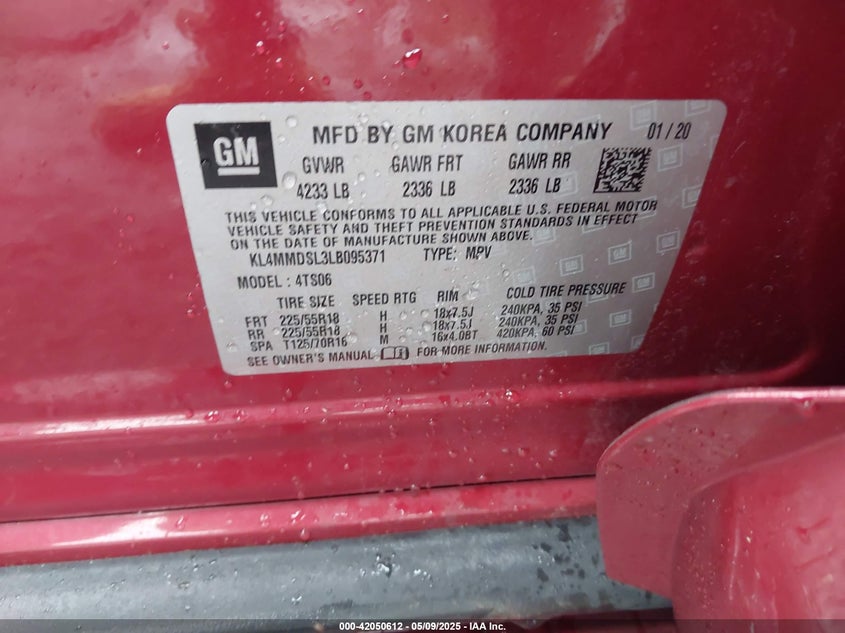 GM
MFD BY GM KOREA COMPANY 01 / 20
GVWR GAWR FRT GAWR RR
4233 LB 2336 LB 2336 LB
THIS VEHICLE CONFORMS TO ALL APPLICABLE U.S. FEDERAL MOTOR
VEHICLE SAFETY AND THEFT PREVENTION STANDARDS IN EFFECT
ON THE DATE OF MANUFACTURE SHOWN ABOVE.
KL4MMDSL3LB095371 TYPE: MPV
MODEL : 4TS06
TIRE SIZE SPEED RTG RIM COLD TIRE PRESSURE
FRT 225/55R18 H 18x7.5J 240KPA, 35 PSI
RR 225/55R18 H 18x7.5J 240KPA, 35 PSI
SPA T125/70R16 M 16x4.0BT 420KPA, 60 PSI
SEE OWNER'S MANUAL FOR MORE INFORMATION.
000-42050612 - 05/09/2025 - IAA Inc.